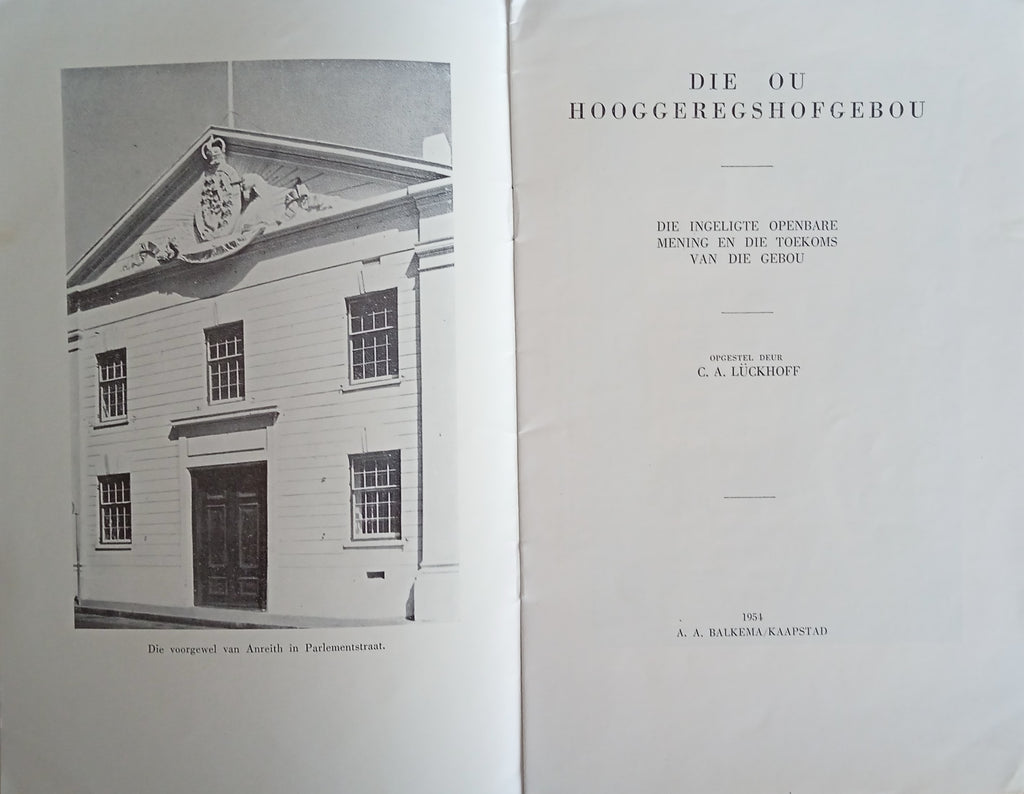 Die voorgewel van Anreith in Parlementstraat.
DIE OU
HOOGGEREGSHOFGEBOU
DIE INGELIGTE OPENBARE
MENING EN DIE TOEKOMS
VAN DIE GEBOU
OPGESTEL DEUR
C. A. LÜCKHOFF
1954
A. A. BALKEMA/KAAPSTAD